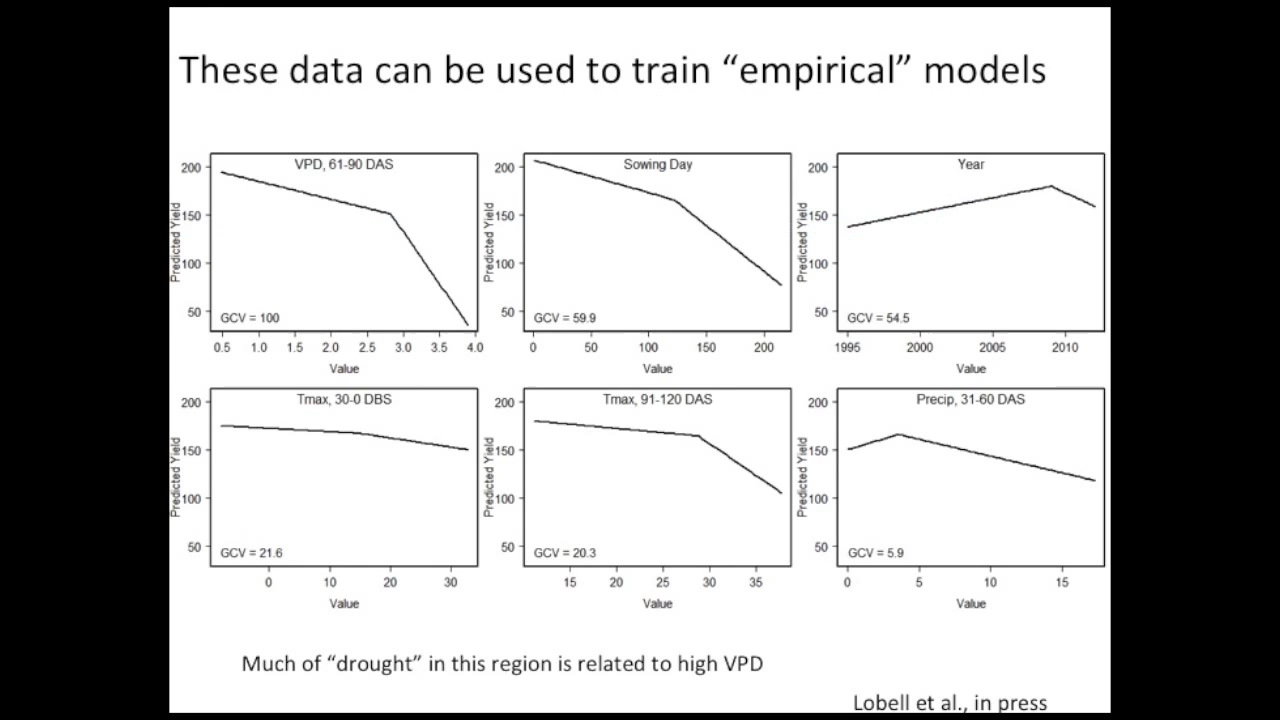 These data can be used to train “empirical” models
VPD, 61-90 DAS
200
150
100
50
Predicted Yield
GCV = 100
0.5 1.0 1.5 2.0 2.5 3.0 3.5 4.0
Value
Sowing Day
200
150
100
50
Predicted Yield
GCV = 59.9
0 50 100 150 200
Value
Year
200
150
100
50
Predicted Yield
GCV = 54.5
1995 2000 2005 2010
Value
Tmax, 30-0 DBS
200
150
100
50
Predicted Yield
GCV = 21.6
0 10 20 30
Value
Tmax, 91-120 DAS
200
150
100
50
Predicted Yield
GCV = 20.3
15 20 25 30 35
Value
Precip, 31-60 DAS
200
150
100
50
Predicted Yield
GCV = 5.9
0 5 10 15
Value
Much of “drought” in this region is related to high VPD
Lobell et al., in press